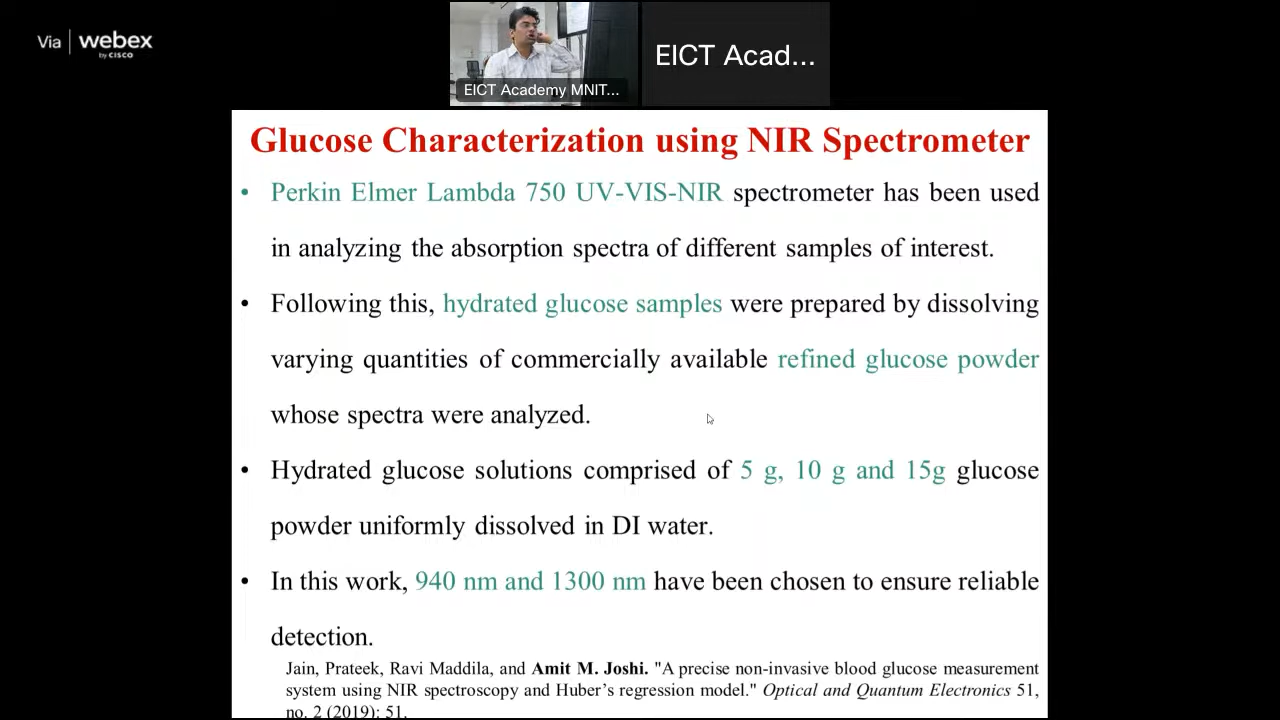 Via webex
by CISCO
EICT Academy MNIT...
EICT Acad...
Glucose Characterization using NIR Spectrometer
• Perkin Elmer Lambda 750 UV-VIS-NIR spectrometer has been used
in analyzing the absorption spectra of different samples of interest.
• Following this, hydrated glucose samples were prepared by dissolving
varying quantities of commercially available refined glucose powder
whose spectra were analyzed.
• Hydrated glucose solutions comprised of 5 g, 10 g and 15g glucose
powder uniformly dissolved in DI water.
• In this work, 940 nm and 1300 nm have been chosen to ensure reliable
detection.
Jain, Prateek, Ravi Maddila, and Amit M. Joshi. "A precise non-invasive blood glucose measurement
system using NIR spectroscopy and Huber's regression model." Optical and Quantum Electronics 51,
no. 2 (2019): 51.